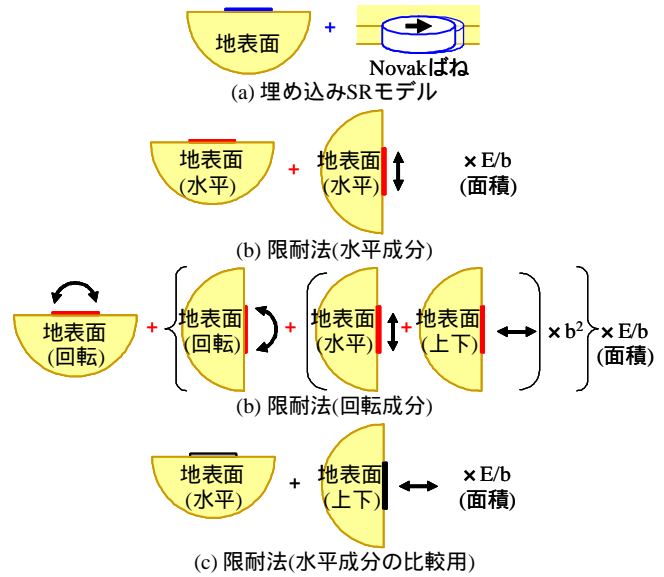 地表面
+
Novakばね
(a) 埋め込みSRモデル
地表面
(水平)
+
地表面
(水平)
×E/b
(面積)
(b) 限耐法(水平成分)
地表面
(回転)
+
地表面
(回転)
+
地表面
(水平)
+
地表面
(上下)
×b²
×E/b
(面積)
(b) 限耐法(回転成分)
地表面
(水平)
+
地表面
(上下)
×E/b
(面積)
(c) 限耐法(水平成分の比較用)